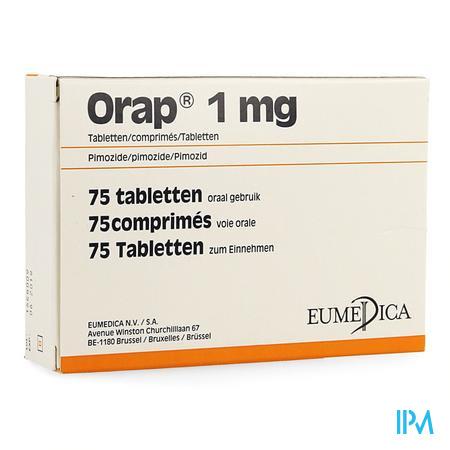 Orap® 1 mg
Tabletten/comprimés/Tabletten
Pimozide/pimozide/Pimozid
75 tabletten oraal gebruik
75comprimés voie orale
75 Tabletten zum Einnehmen
EUMEDICA N.V. / S.A.
Avenue Winston Churchilllaan 67
BE-1180 Brussel / Bruxelles / Brüssel
EUMEDICA
IPM